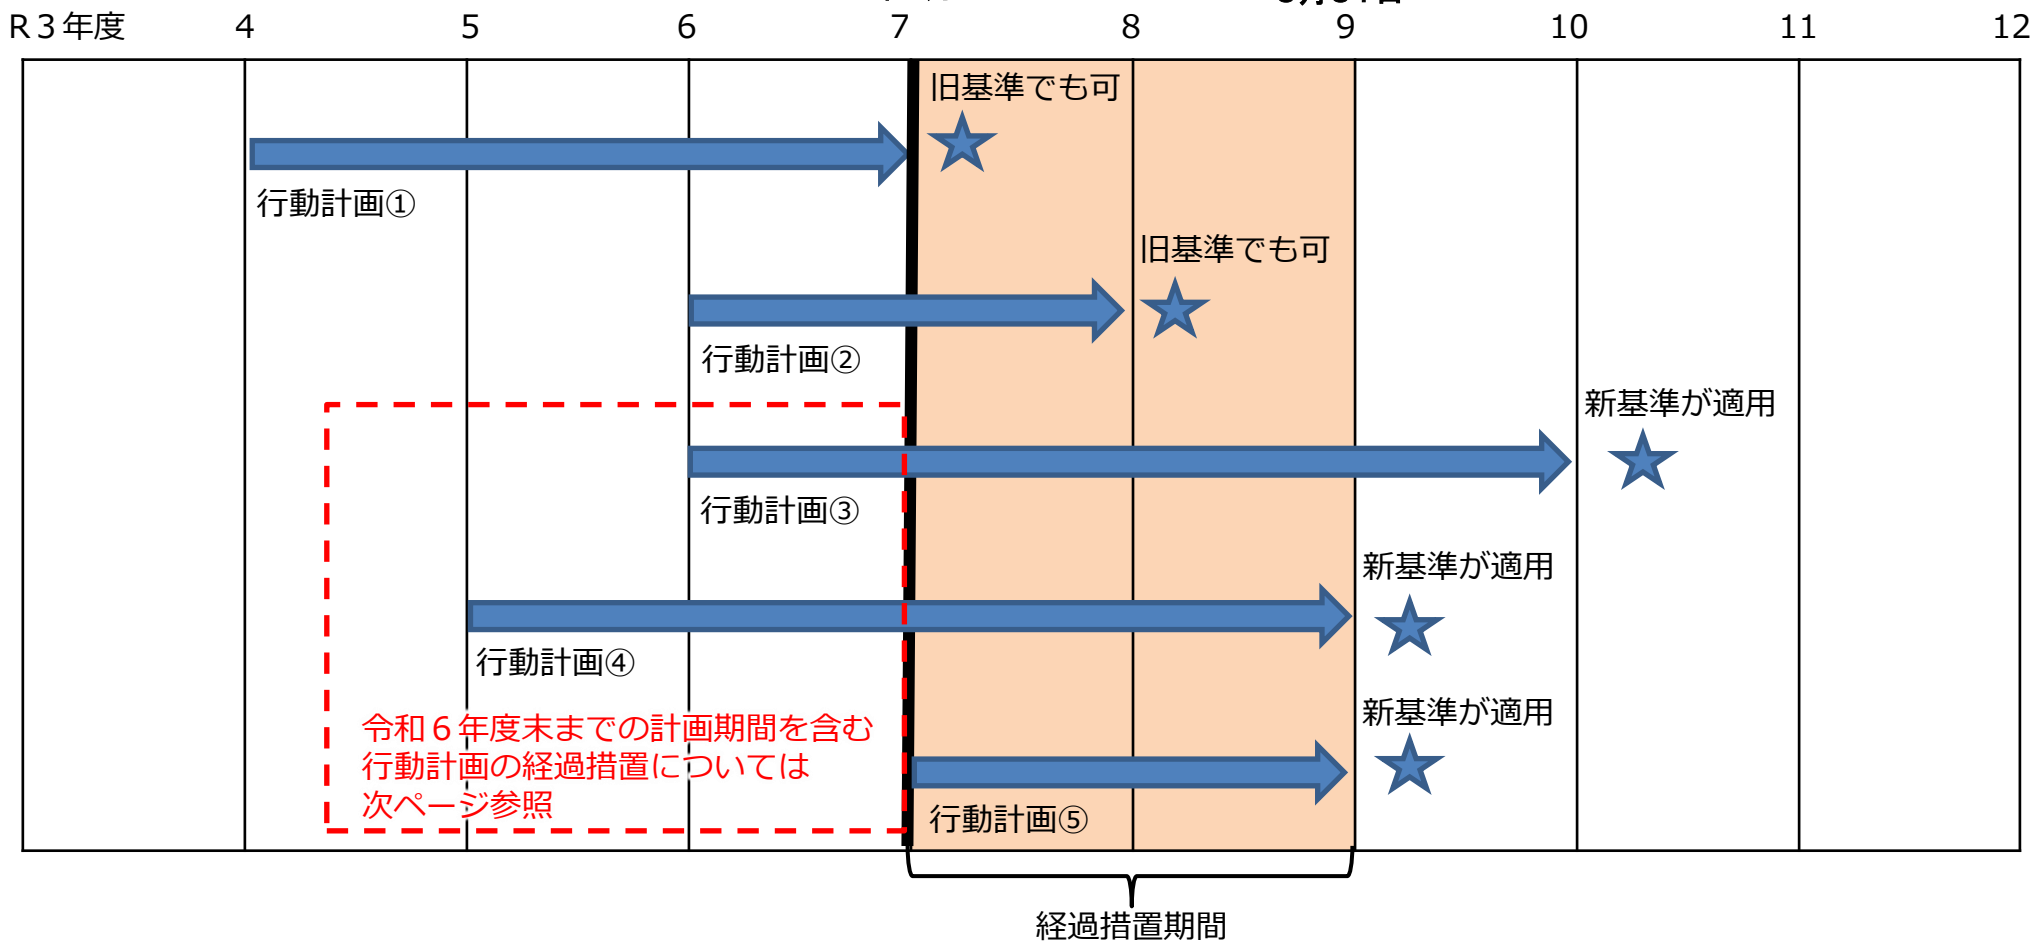 R３年度 4 5 6 7 8 9 10 11 12
旧基準でも可
行動計画①
旧基準でも可
行動計画②
新基準が適用
行動計画③
新基準が適用
行動計画④
新基準が適用
令和６年度末までの計画期間を含む
行動計画の経過措置については
次ページ参照
行動計画⑤
経過措置期間